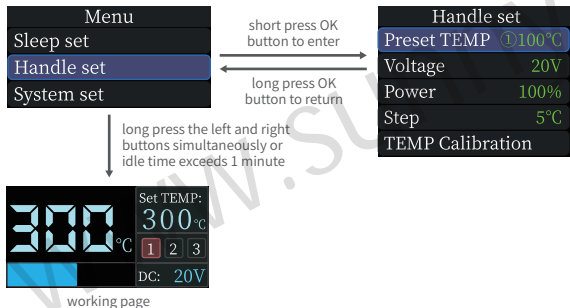 Menu
Sleep set
Handle set
System set
short press OK
button to enter
long press OK
button to return
Handle set
Preset TEMP ①100℃
Voltage 20V
Power 100%
Step 5℃
TEMP Calibration
long press the left and right
buttons simultaneously or
idle time exceeds 1 minute
300℃
Set TEMP:
300℃
1 2 3
DC: 20V
working page